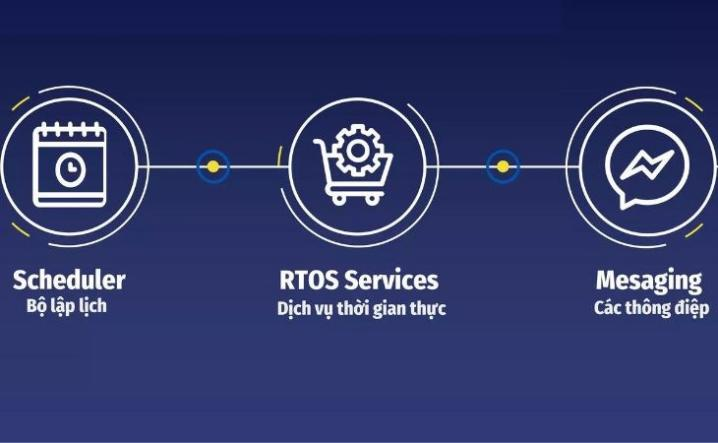 Scheduler
Bộ lập lịch
RTOS Services
Dịch vụ thời gian thực
Mesaging
Các thông điệp